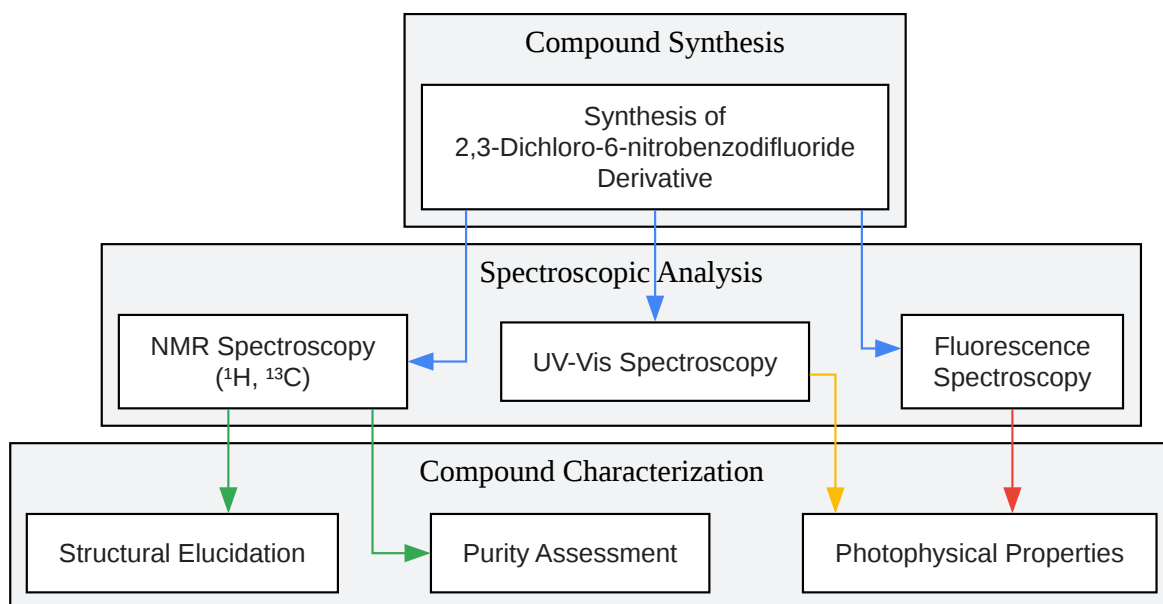 Compound Synthesis
Synthesis of
2,3-Dichloro-6-nitrobenzodifluoride
Derivative
Spectroscopic Analysis
NMR Spectroscopy
(¹H, ¹³C)
UV-Vis Spectroscopy
Fluorescence
Spectroscopy
Compound Characterization
Structural Elucidation
Purity Assessment
Photophysical Properties